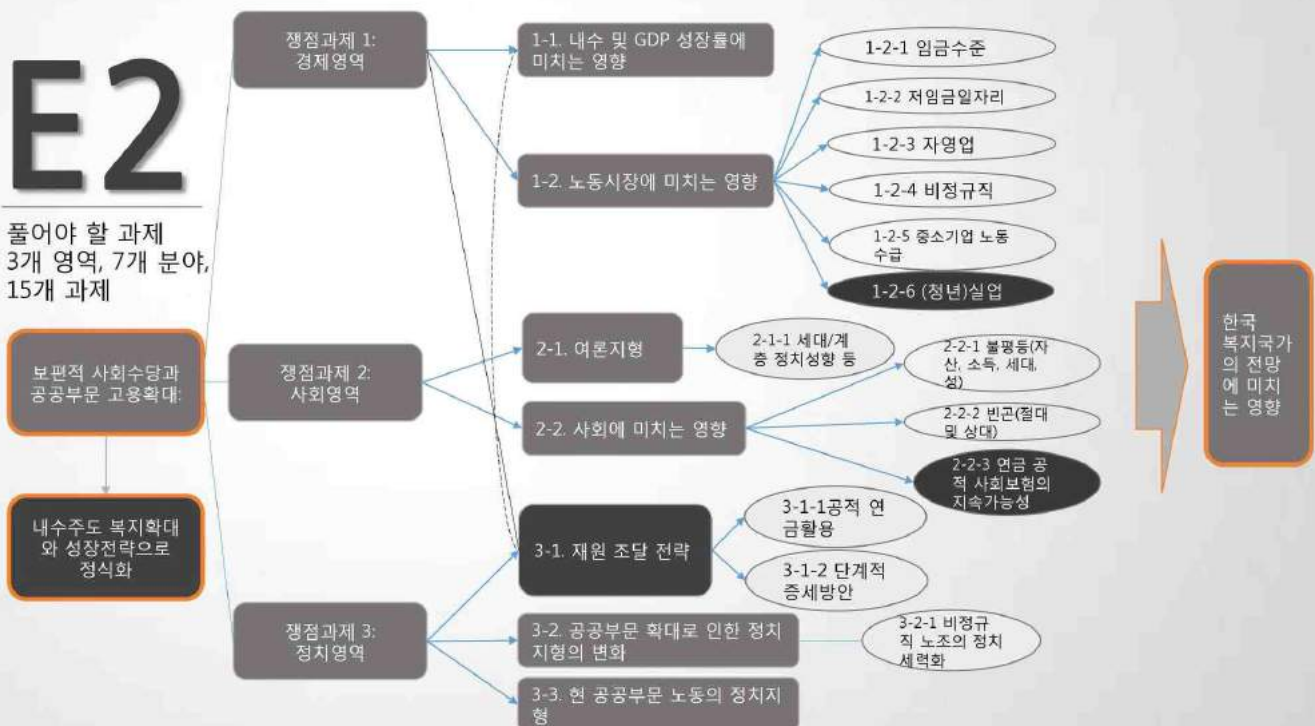 E2
풀어야 할 과제
3개 영역, 7개 분야,
15개 과제
보편적 사회수당과
공공부문 고용확대:
내수주도 복지확대
와 성장전략으로
정식화
쟁점과제 1:
경제영역
1-1. 내수 및 GDP 성장률에
미치는 영향
1-2. 노동시장에 미치는 영향
1-2-1 임금수준
1-2-2 저임금일자리
1-2-3 자영업
1-2-4 비정규직
1-2-5 중소기업 노동
수급
1-2-6 (청년)실업
쟁점과제 2:
사회영역
2-1. 여론지형
2-1-1 세대/계
층 정치성향 등
2-2. 사회에 미치는 영향
2-2-1 불평등(자
산, 소득, 세대,
성)
2-2-2 빈곤(절대
및 상대)
2-2-3 연금 공
적 사회보험의
지속가능성
쟁점과제 3:
정치영역
3-1. 재원 조달 전략
3-1-1공적 연
금활용
3-1-2 단계적
증세방안
3-2. 공공부문 확대로 인한 정치
지형의 변화
3-2-1 비정규
직 노조의 정치
세력화
3-3. 현 공공부문 노동의 정치지
형
한국
복지국가
의 전망
에 미치
는 영향